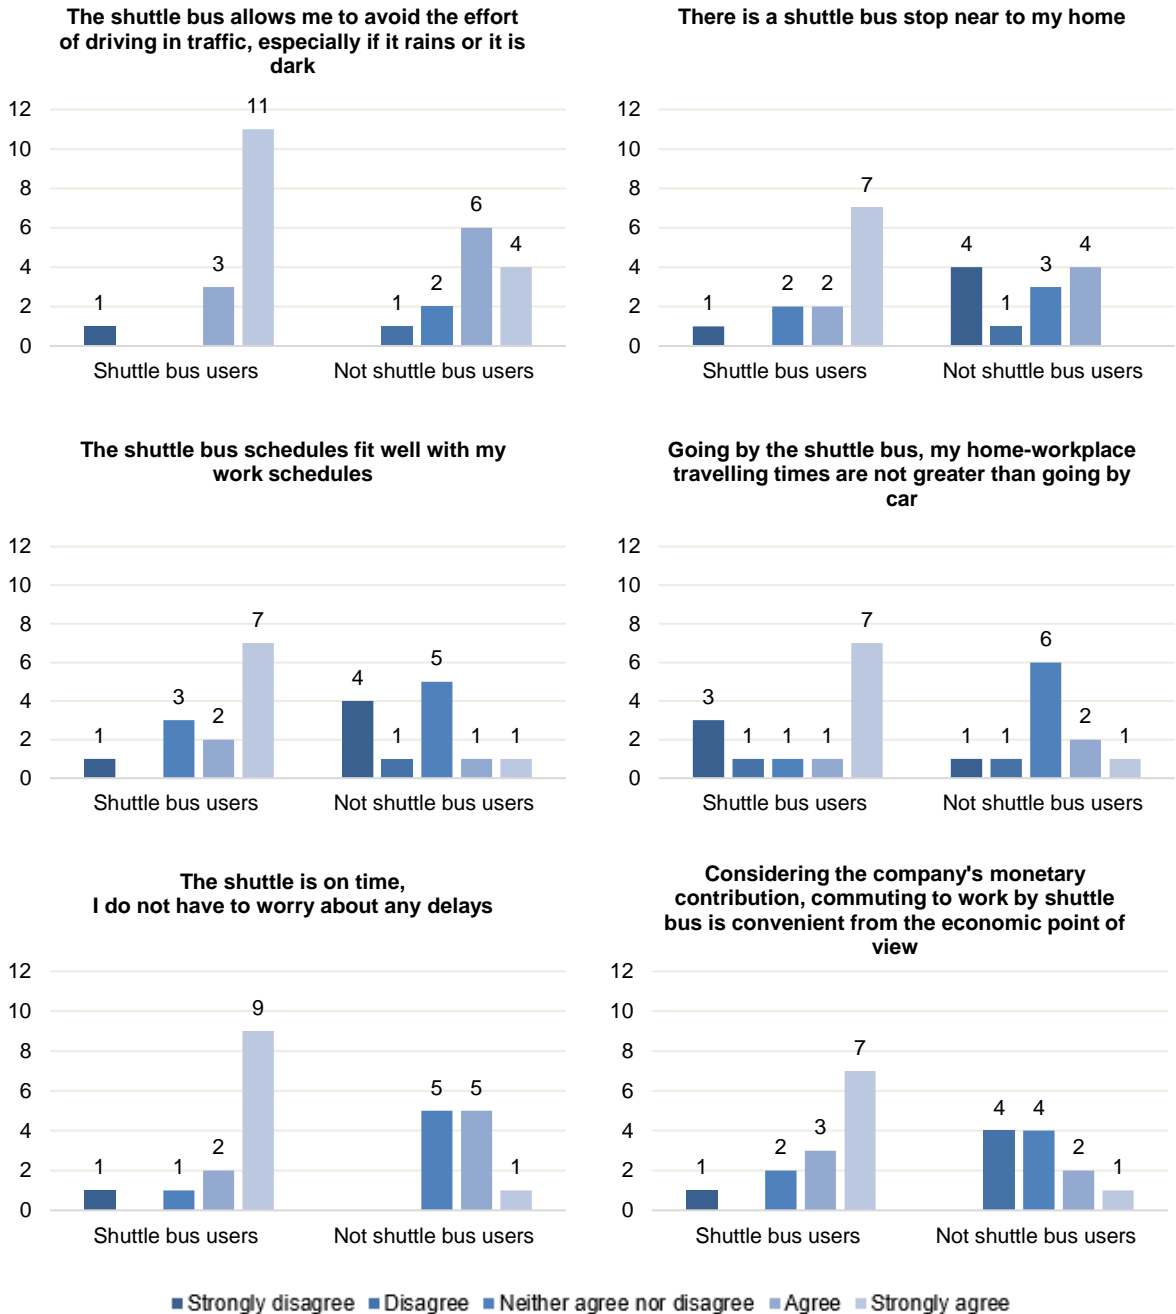 The shuttle bus allows me to avoid the effort
of driving in traffic, especially if it rains or it is
dark
12
10
8
6
4
2
0
1
3
11
1
2
6
4
Shuttle bus users
Not shuttle bus users
There is a shuttle bus stop near to my home
12
10
8
6
4
2
0
1
2
2
7
4
1
3
4
Shuttle bus users
Not shuttle bus users
The shuttle bus schedules fit well with my
work schedules
12
10
8
6
4
2
0
1
3
2
7
4
1
5
1
1
Shuttle bus users
Not shuttle bus users
Going by the shuttle bus, my home-workplace
travelling times are not greater than going by
car
12
10
8
6
4
2
0
3
1
1
1
7
1
1
6
2
1
Shuttle bus users
Not shuttle bus users
The shuttle is on time,
I do not have to worry about any delays
12
10
8
6
4
2
0
1
1
2
9
5
5
1
Shuttle bus users
Not shuttle bus users
Considering the company's monetary
contribution, commuting to work by shuttle
bus is convenient from the economic point of
view
12
10
8
6
4
2
0
1
2
3
7
4
4
2
1
Shuttle bus users
Not shuttle bus users
Strongly disagree
Disagree
Neither agree nor disagree
Agree
Strongly agree